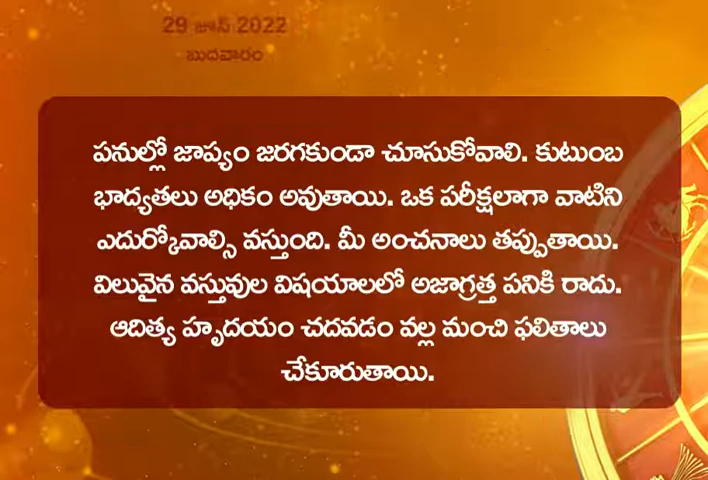 29 జూన్ 2022
బుదవారం
పనుల్లో జాప్యం జరగకుండా చూసుకోవాలి. కుటుంబ
భాద్యతలు అధికం అవుతాయి. ఒక పరీక్షలాగా వాటిని
ఎదుర్కోవాల్సి వస్తుంది. మీ అంచనాలు తప్పుతాయి.
విలువైన వస్తువుల విషయాలలో అజాగ్రత్త పనికి రాదు.
ఆదిత్య హృదయం చదవడం వల్ల మంచి ఫలితాలు
చేకూరుతాయి.